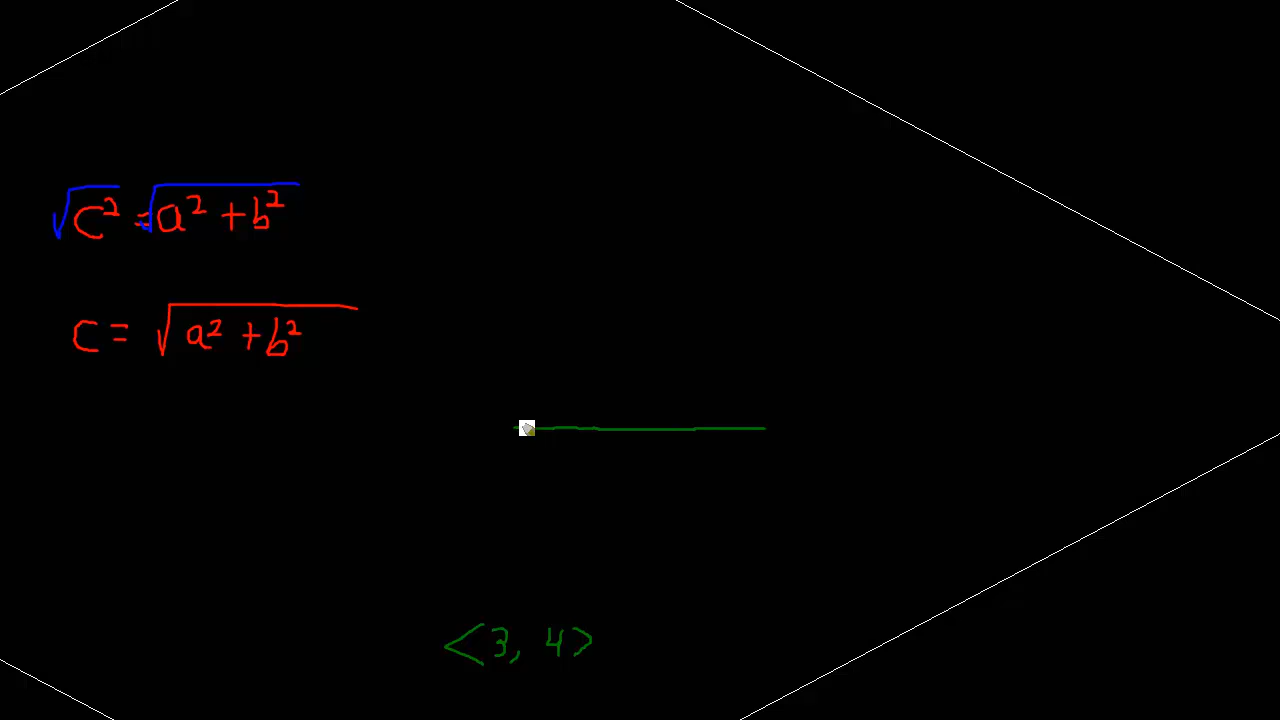 √c² = √a² + b²
c = √a² + b²
<3, 4>